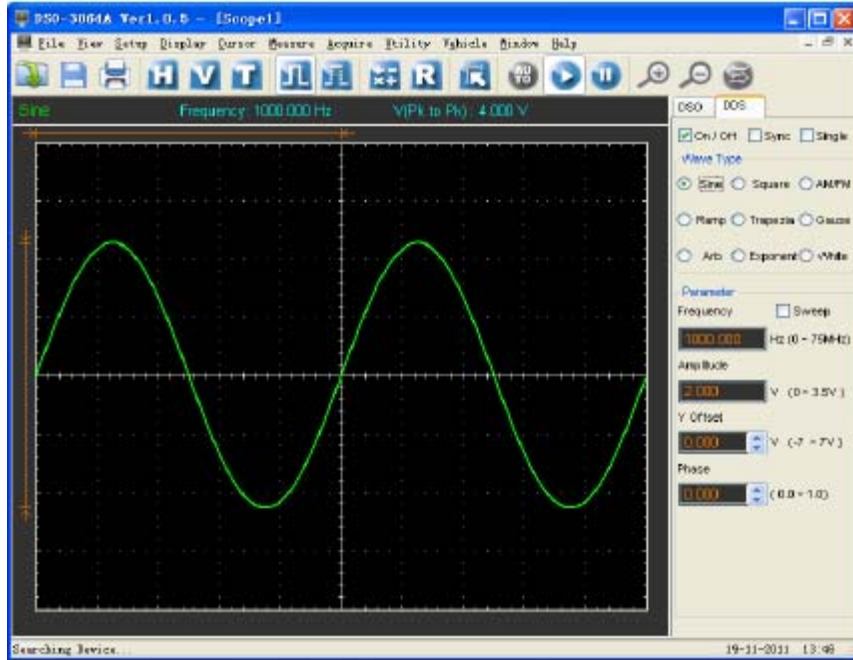 DSO-3064A Ver1.0.5 - [Scope1]
File View Setup Display Cursor Measure Acquire Utility Vehicle Window Help
H V T R AUTO
Sine Frequency: 1000.000 Hz V(Pk to Pk) : 4.000 V
DSO DDS
On / Off Sync Single
Wave Type
Sine Square AM/FM
Ramp Trapezia Gauss
Arb Exponent White
Parameter
Frequency Sweep
1000.000 Hz (0 ~ 75MHz)
Amplitude
2.000 V (0 ~ 3.5V)
Y Offset
0.000 V (-7 ~ 7V)
Phase
0.000 (0.0 ~ 1.0)
Searching Device... 19-11-2011 13:48